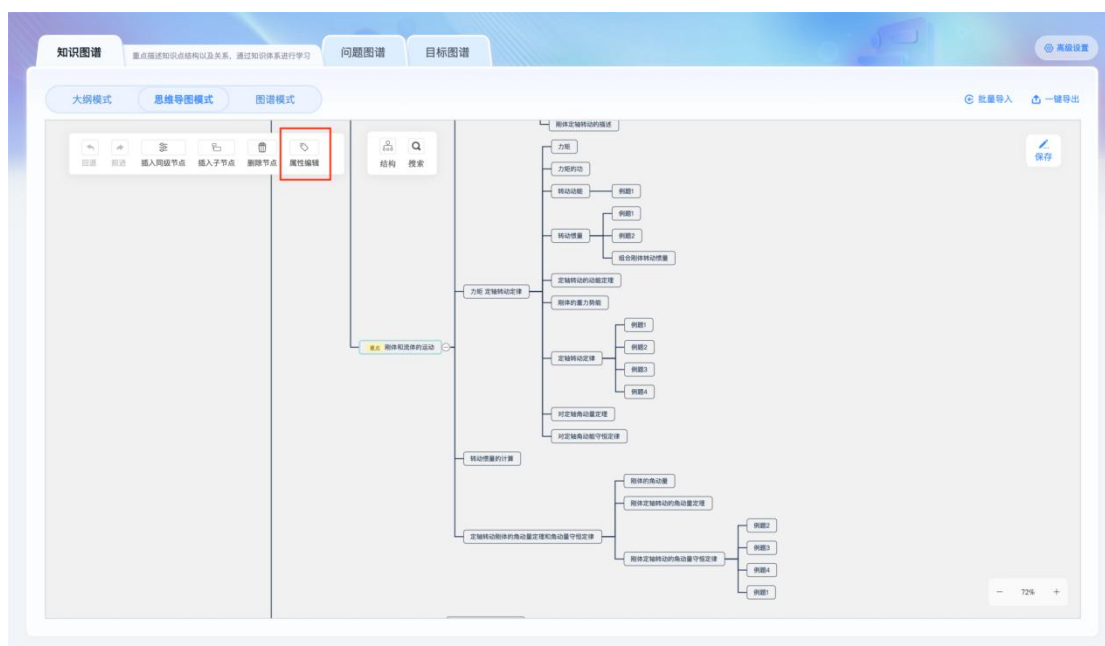 知识图谱
重点描述知识点结构以及关系，通过知识体系进行学习
问题图谱
目标图谱
高级设置
大纲模式
思维导图模式
图谱模式
批量导入
一键导出
回退
前进
插入同级节点
插入子节点
删除节点
属性编辑
结构
搜索
保存
刚体定轴转动的描述
力矩
力矩的功
转动动能
例题1
转动惯量
例题1
例题2
组合刚体转动惯量
力矩 定轴转动定律
定轴转动的动能定理
刚体的重力势能
定轴转动定律
例题1
例题2
例题3
例题4
重点 刚体和流体的运动
对定轴角动量定理
对定轴角动能守恒定律
转动惯量的计算
定轴转动刚体的角动量定理和角动量守恒定律
刚体的角动量
刚体定轴转动的角动量定理
刚体定轴转动的角动量守恒定律
例题2
例题3
例题4
例题1
- 72% +